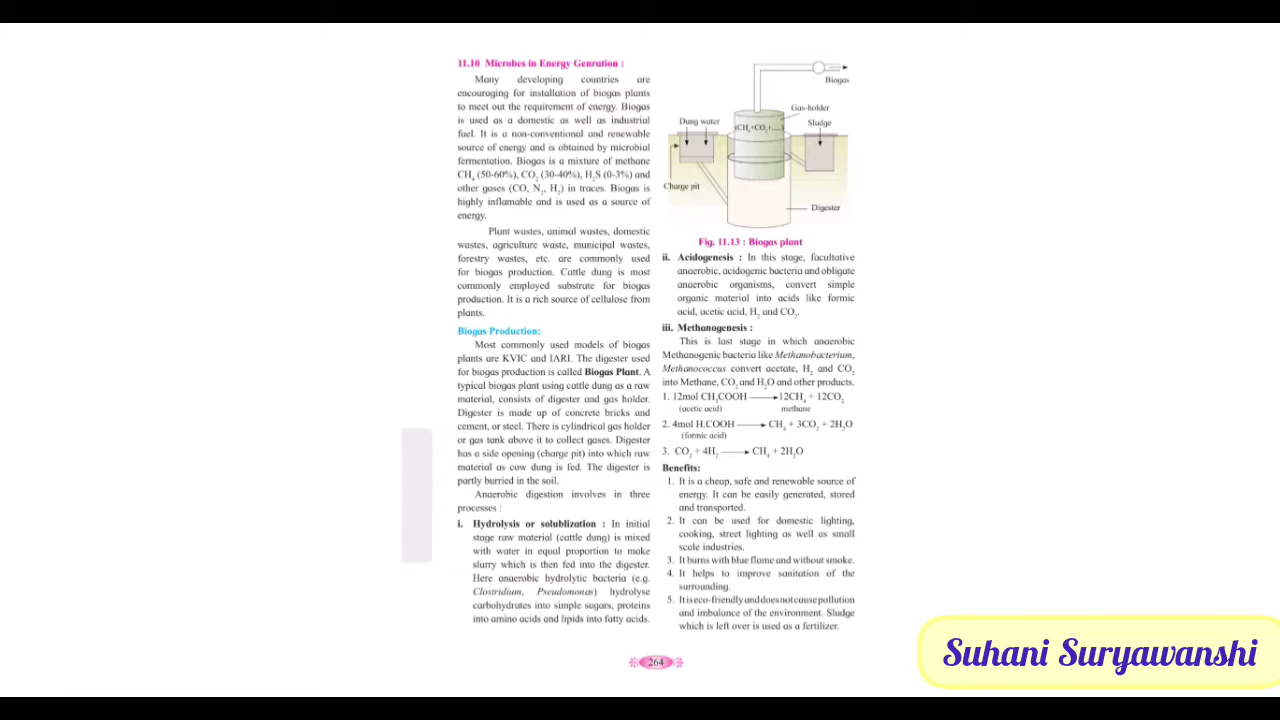 11.10 Microbes in Energy Genration :
Many developing countries are
encouraging for installation of biogas plants
to meet out the requirement of energy. Biogas
is used as a domestic as well as industrial
fuel. It is a non-conventional and renewable
source of energy and is obtained by microbial
fermentation. Biogas is a mixture of methane
CH₄ (50-60%), CO₂ (30-40%), H₂S (0-3%) and
other gases (CO, N₂, H₂) in traces. Biogas is
highly inflamable and is used as a source of
energy.
Plant wastes, animal wastes, domestic
wastes, agriculture waste, municipal wastes,
forestry wastes, etc. are commonly used
for biogas production. Cattle dung is most
commonly employed substrate for biogas
production. It is a rich source of cellulose from
plants.
Biogas Production:
Most commonly used models of biogas
plants are KVIC and IARI. The digester used
for biogas production is called Biogas Plant. A
typical biogas plant using cattle dung as a raw
material, consists of digester and gas holder.
Digester is made up of concrete bricks and
cement, or steel. There is cylindrical gas holder
or gas tank above it to collect gases. Digester
has a side opening (charge pit) into which raw
material as cow dung is fed. The digester is
partly burried in the soil.
Anaerobic digestion involves in three
processes :
i. Hydrolysis or solublization : In initial
stage raw material (cattle dung) is mixed
with water in equal proportion to make
slurry which is then fed into the digester.
Here anaerobic hydrolytic bacteria (e.g.
Clostridium, Pseudomonas) hydrolyse
carbohydrates into simple sugars, proteins
into amino acids and lipids into fatty acids.
Biogas
Gas-holder
Dung water
Sludge
(CH₄+CO₂+.....)
Charge pit
Digester
Fig. 11.13 : Biogas plant
ii. Acidogenesis : In this stage, facultative
anaerobic, acidogenic bacteria and obligate
anaerobic organisms, convert simple
organic material into acids like formic
acid, acetic acid, H₂ and CO₂.
iii. Methanogenesis :
This is last stage in which anaerobic
Methanogenic bacteria like Methanobacterium,
Methanococcus convert acetate, H₂ and CO₂
into Methane, CO₂ and H₂O and other products.
1. 12mol CH₃COOH → 12CH₄ + 12CO₂
(acetic acid) methane
2. 4mol H.COOH → CH₄ + 3CO₂ + 2H₂O
(formic acid)
3. CO₂ + 4H₂ → CH₄ + 2H₂O
Benefits:
1. It is a cheap, safe and renewable source of
energy. It can be easily generated, stored
and transported.
2. It can be used for domestic lighting,
cooking, street lighting as well as small
scale industries.
3. It burns with blue flame and without smoke.
4. It helps to improve sanitation of the
surrounding.
5. It is eco-friendly and does not cause pollution
and imbalance of the environment. Sludge
which is left over is used as a fertilizer.
264
Suhani Suryawanshi